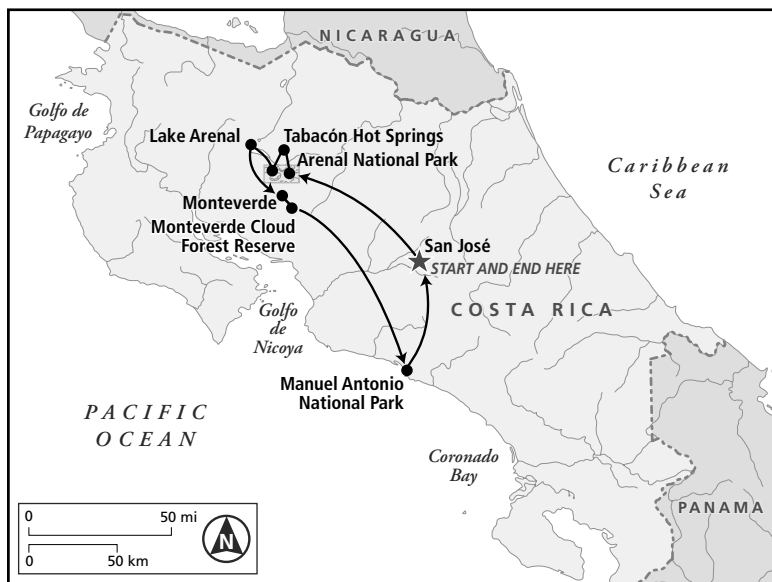 NICARAGUA
Golfo de
Papagayo
Lake Arenal
Tabacón Hot Springs
Arenal National Park
Caribbean
Sea
Monteverde
Monteverde Cloud
Forest Reserve
San José
START AND END HERE
COSTA RICA
Golfo
de
Nicoya
Manuel Antonio
National Park
PACIFIC
OCEAN
Coronado
Bay
PANAMA
0 50 mi
0 50 km
N